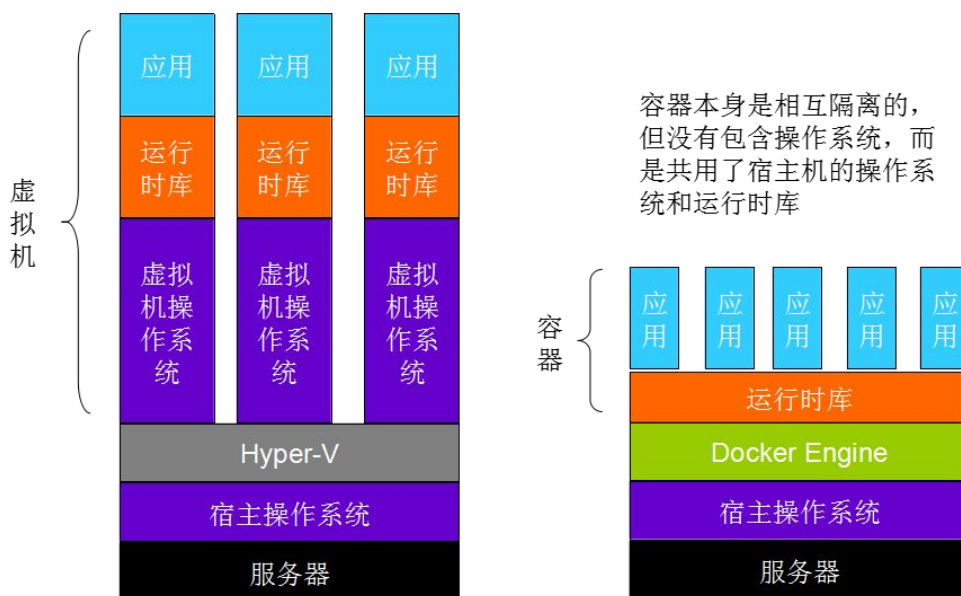 虚
拟
机
应用
应用
应用
运行
时库
运行
时库
运行
时库
虚拟
机操
作系
统
虚拟
机操
作系
统
虚拟
机操
作系
统
Hyper-V
宿主操作系统
服务器
容器本身是相互隔离的，
但没有包含操作系统，而
是共用了宿主机的操作系
统和运行时库
容
器
应
用
应
用
应
用
应
用
应
用
运行时库
Docker Engine
宿主操作系统
服务器